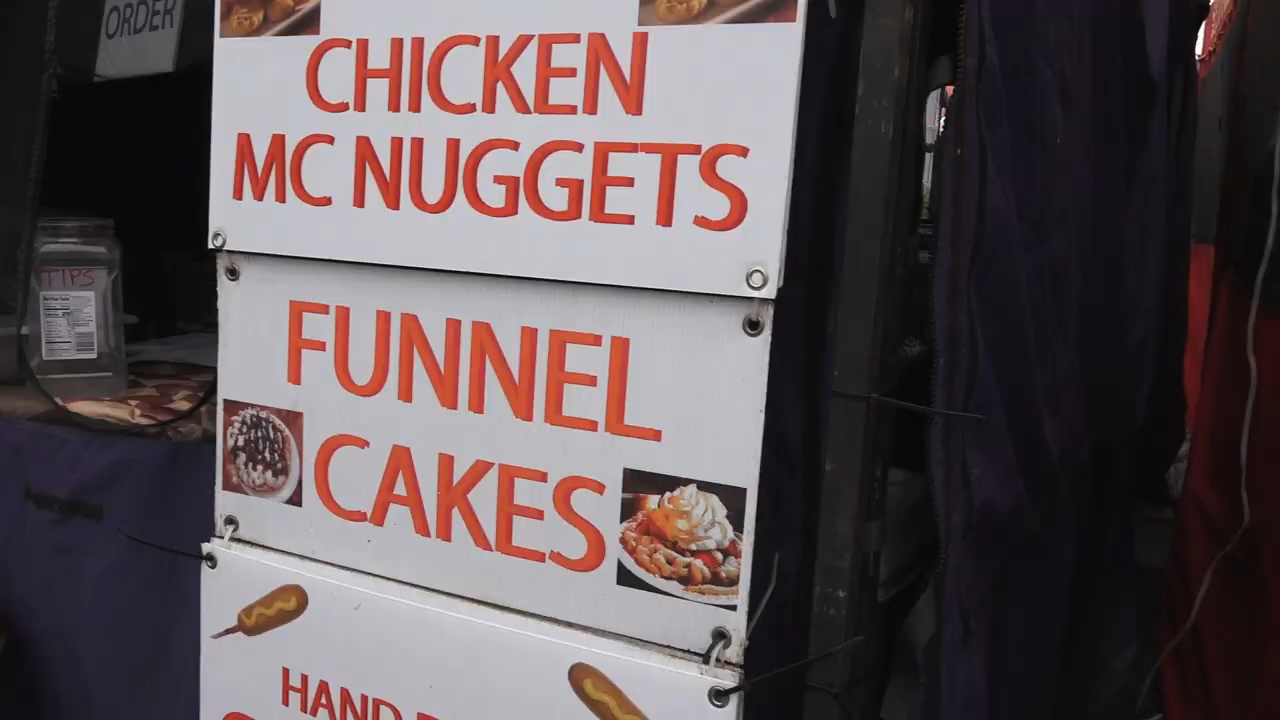 ORDER
CHICKEN
MC NUGGETS
TIPS
FUNNEL
CAKES
HAND